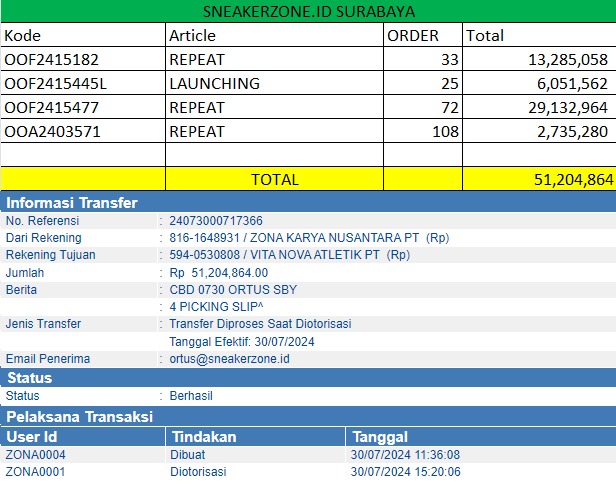 SNEAKERZONE.ID SURABAYA
Kode Article ORDER Total
OOF2415182 REPEAT 33 13,285,058
OOF2415445L LAUNCHING 25 6,051,562
OOF2415477 REPEAT 72 29,132,964
OOA2403571 REPEAT 108 2,735,280
TOTAL 51,204,864
Informasi Transfer
No. Referensi : 24073000717366
Dari Rekening : 816-1648931 / ZONA KARYA NUSANTARA PT (Rp)
Rekening Tujuan : 594-0530808 / VITA NOVA ATLETIK PT (Rp)
Jumlah : Rp 51,204,864.00
Berita : CBD 0730 ORTUS SBY
: 4 PICKING SLIP^
Jenis Transfer : Transfer Diproses Saat Diotorisasi
Tanggal Efektif: 30/07/2024
Email Penerima : ortus@sneakerzone.id
Status
Status : Berhasil
Pelaksana Transaksi
User Id Tindakan Tanggal
ZONA0004 Dibuat 30/07/2024 11:36:08
ZONA0001 Diotorisasi 30/07/2024 15:20:06